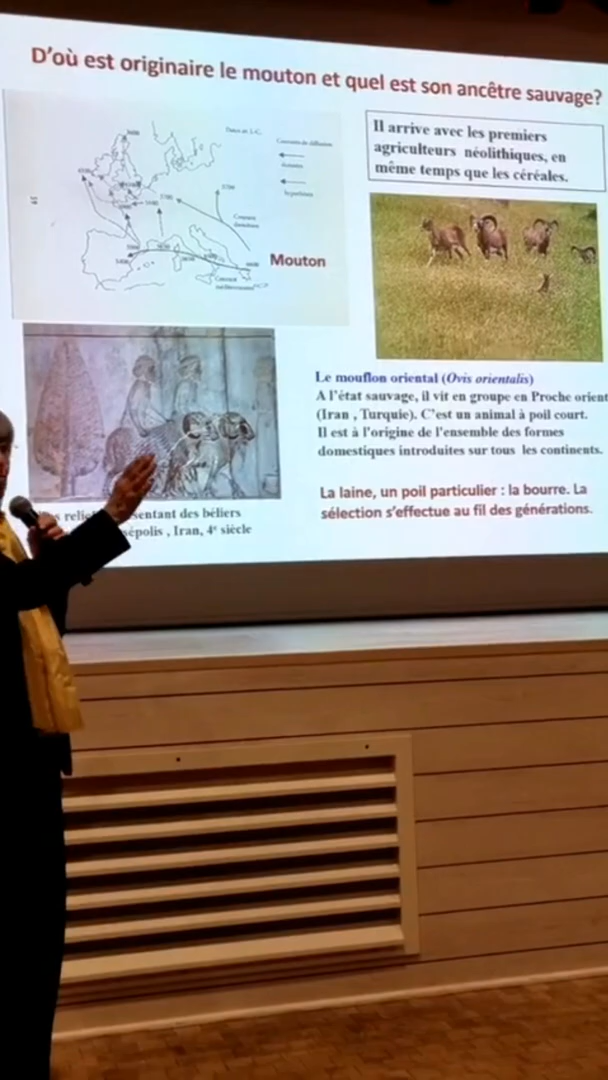 D'où est originaire le mouton et quel est son ancêtre sauvage?
Il arrive avec les premiers
agriculteurs néolithiques, en
même temps que les céréales.
Mouton
Le mouflon oriental (Ovis orientalis)
A l'état sauvage, il vit en groupe en Proche orient
(Iran , Turquie). C'est un animal à poil court.
Il est à l'origine de l'ensemble des formes
domestiques introduites sur tous les continents.
La laine, un poil particulier : la bourre. La
sélection s'effectue au fil des générations.
des béliers
Iran, 4e siècle